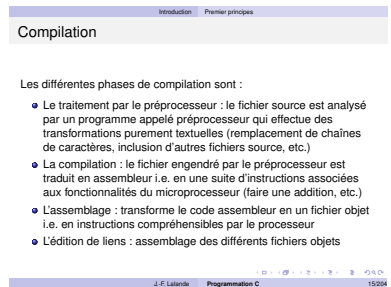 Introduction Premier principes
Compilation
Les différentes phases de compilation sont :
Le traitement par le préprocesseur : le fichier source est analysé
par un programme appelé préprocesseur qui effectue des
transformations purement textuelles (remplacement de chaînes
de caractères, inclusion d'autres fichiers source, etc.)
La compilation : le fichier engendré par le préprocesseur est
traduit en assembleur i.e. en une suite d'instructions associées
aux fonctionnalités du microprocesseur (faire une addition, etc.)
L'assemblage : transforme le code assembleur en un fichier objet
i.e. en instructions compréhensibles par le processeur
L'édition de liens : assemblage des différents fichiers objets
J.-F. Lalande Programmation C 15/204